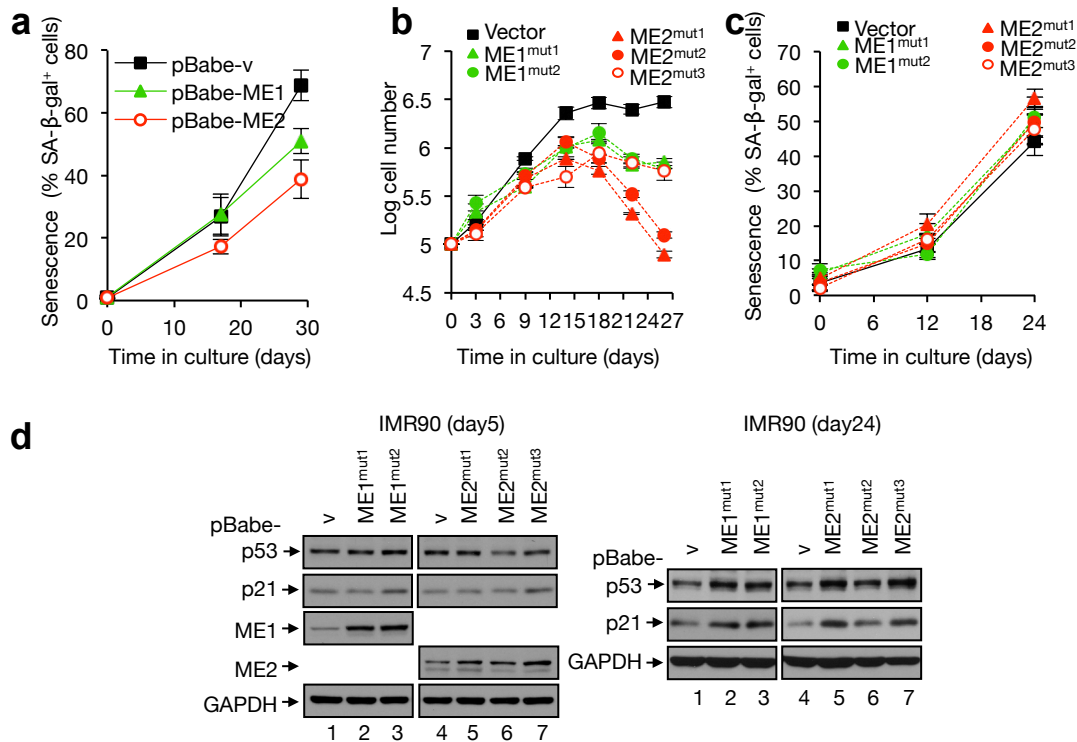 a
Senescence (% SA-β-gal⁺ cells)
80
60
40
20
0
pBabe-v
pBabe-ME1
pBabe-ME2
0 10 20 30
Time in culture (days)
b
Log cell number
7
6.5
6
5.5
5
4.5
Vector
ME1mut1
ME1mut2
ME2mut1
ME2mut2
ME2mut3
0 3 6 9 12 15 18 21 24 27
Time in culture (days)
c
Senescence (% SA-β-gal⁺ cells)
70
60
50
40
30
20
10
0
Vector
ME1mut1
ME1mut2
ME2mut1
ME2mut2
ME2mut3
0 6 12 18 24
Time in culture (days)
d
IMR90 (day5)
pBabe-
v ME1mut1 ME1mut2 v ME2mut1 ME2mut2 ME2mut3
p53
p21
ME1
ME2
GAPDH
1 2 3 4 5 6 7
IMR90 (day24)
pBabe-
v ME1mut1 ME1mut2 v ME2mut1 ME2mut2 ME2mut3
p53
p21
GAPDH
1 2 3 4 5 6 7